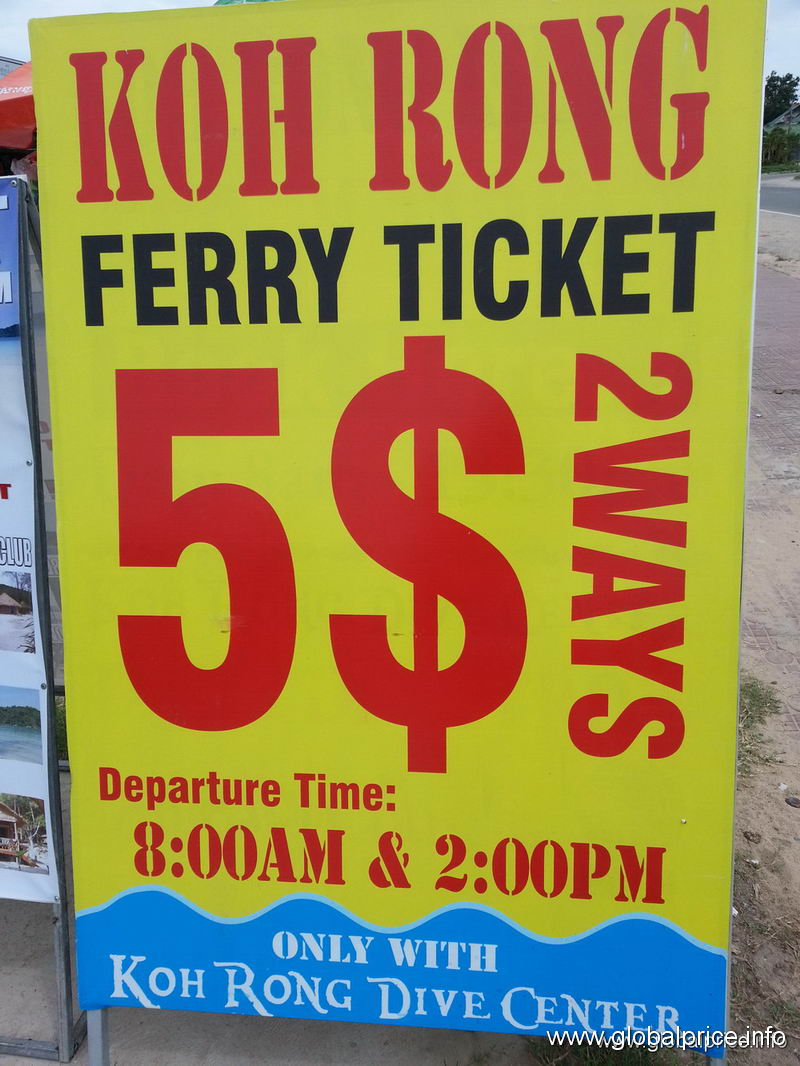 KOH RONG
FERRY TICKET
5$
2WAYS
Departure Time:
8:00AM & 2:00PM
ONLY WITH
KOH RONG DIVE CENTER
CLUB
www.globalprice.info